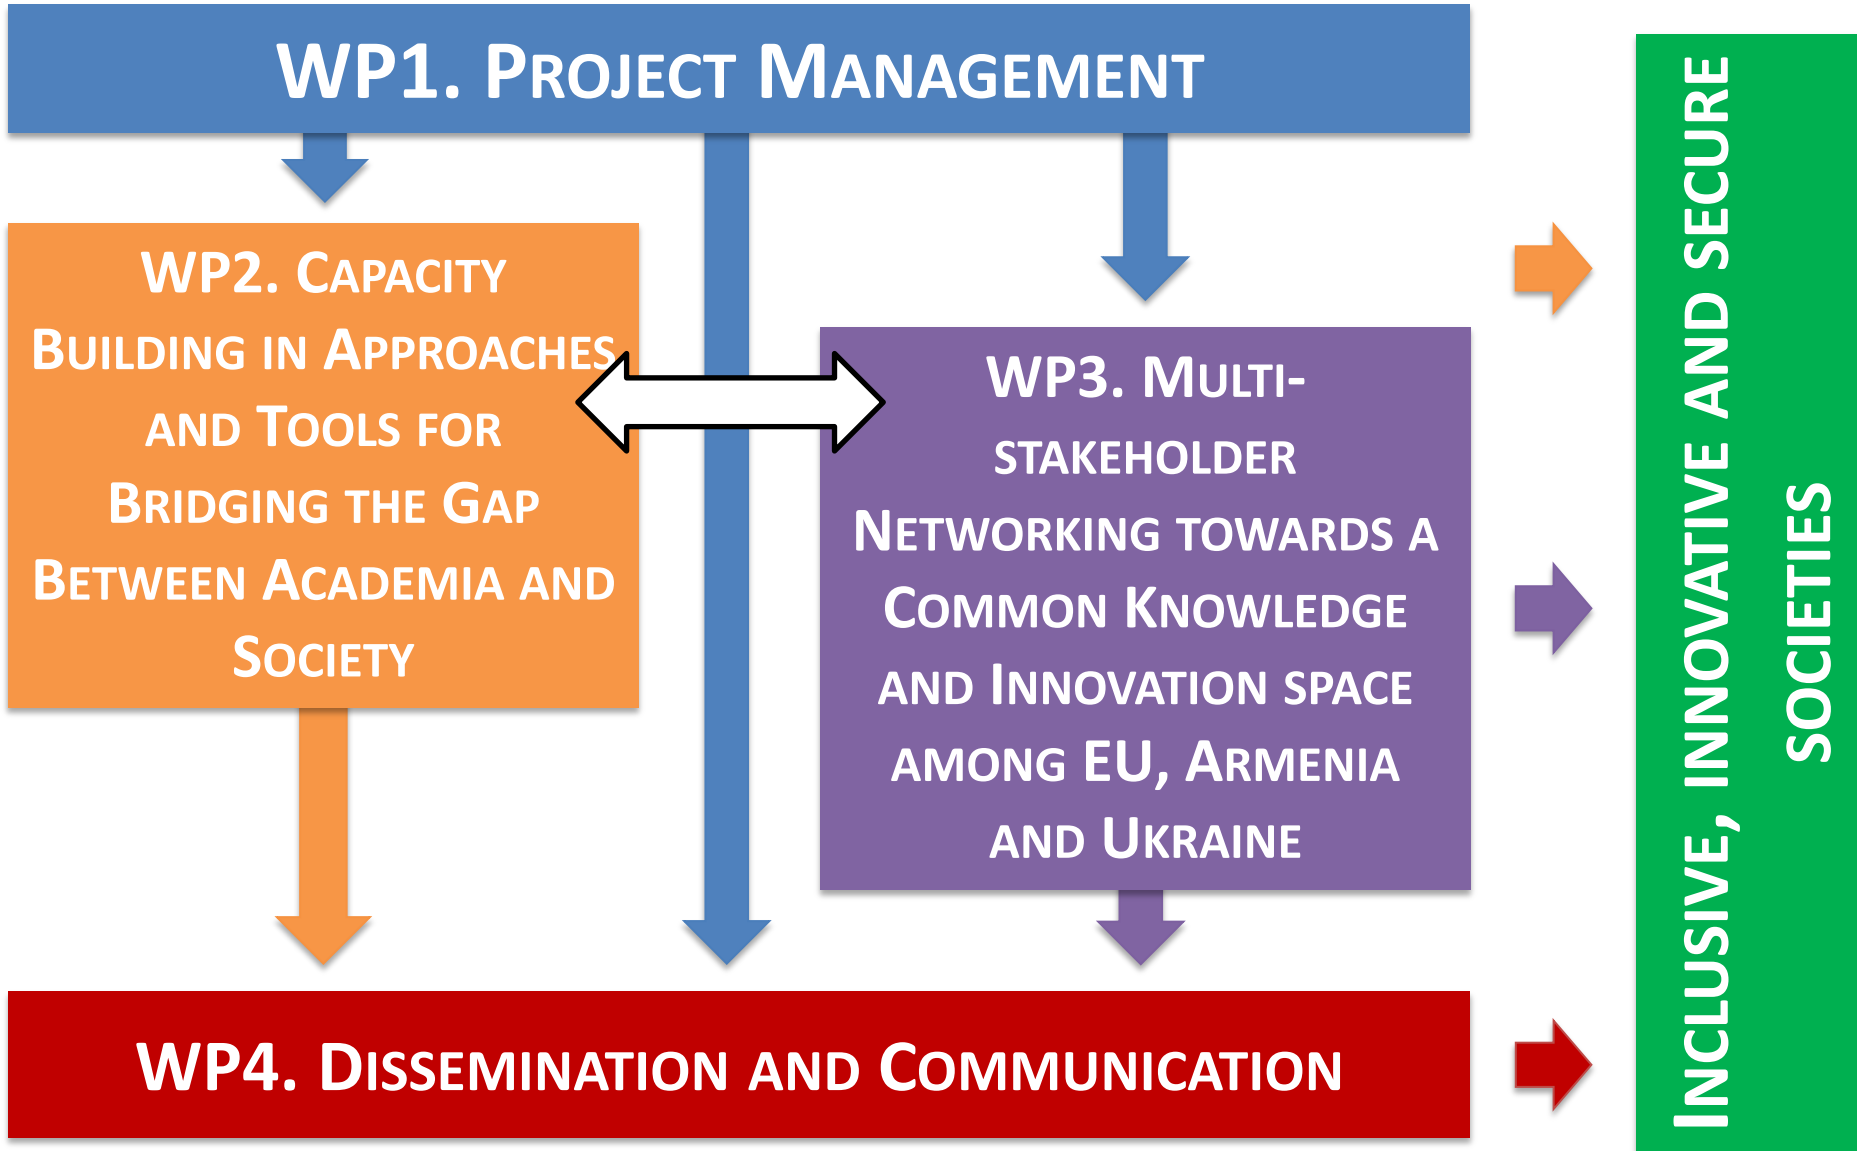 WP1. Project Management
WP2. Capacity
Building in Approaches
and Tools for
Bridging the Gap
Between Academia and
Society
WP3. Multi-
stakeholder
Networking towards a
Common Knowledge
and Innovation space
among EU, Armenia
and Ukraine
WP4. Dissemination and Communication
Inclusive, innovative and secure
societies